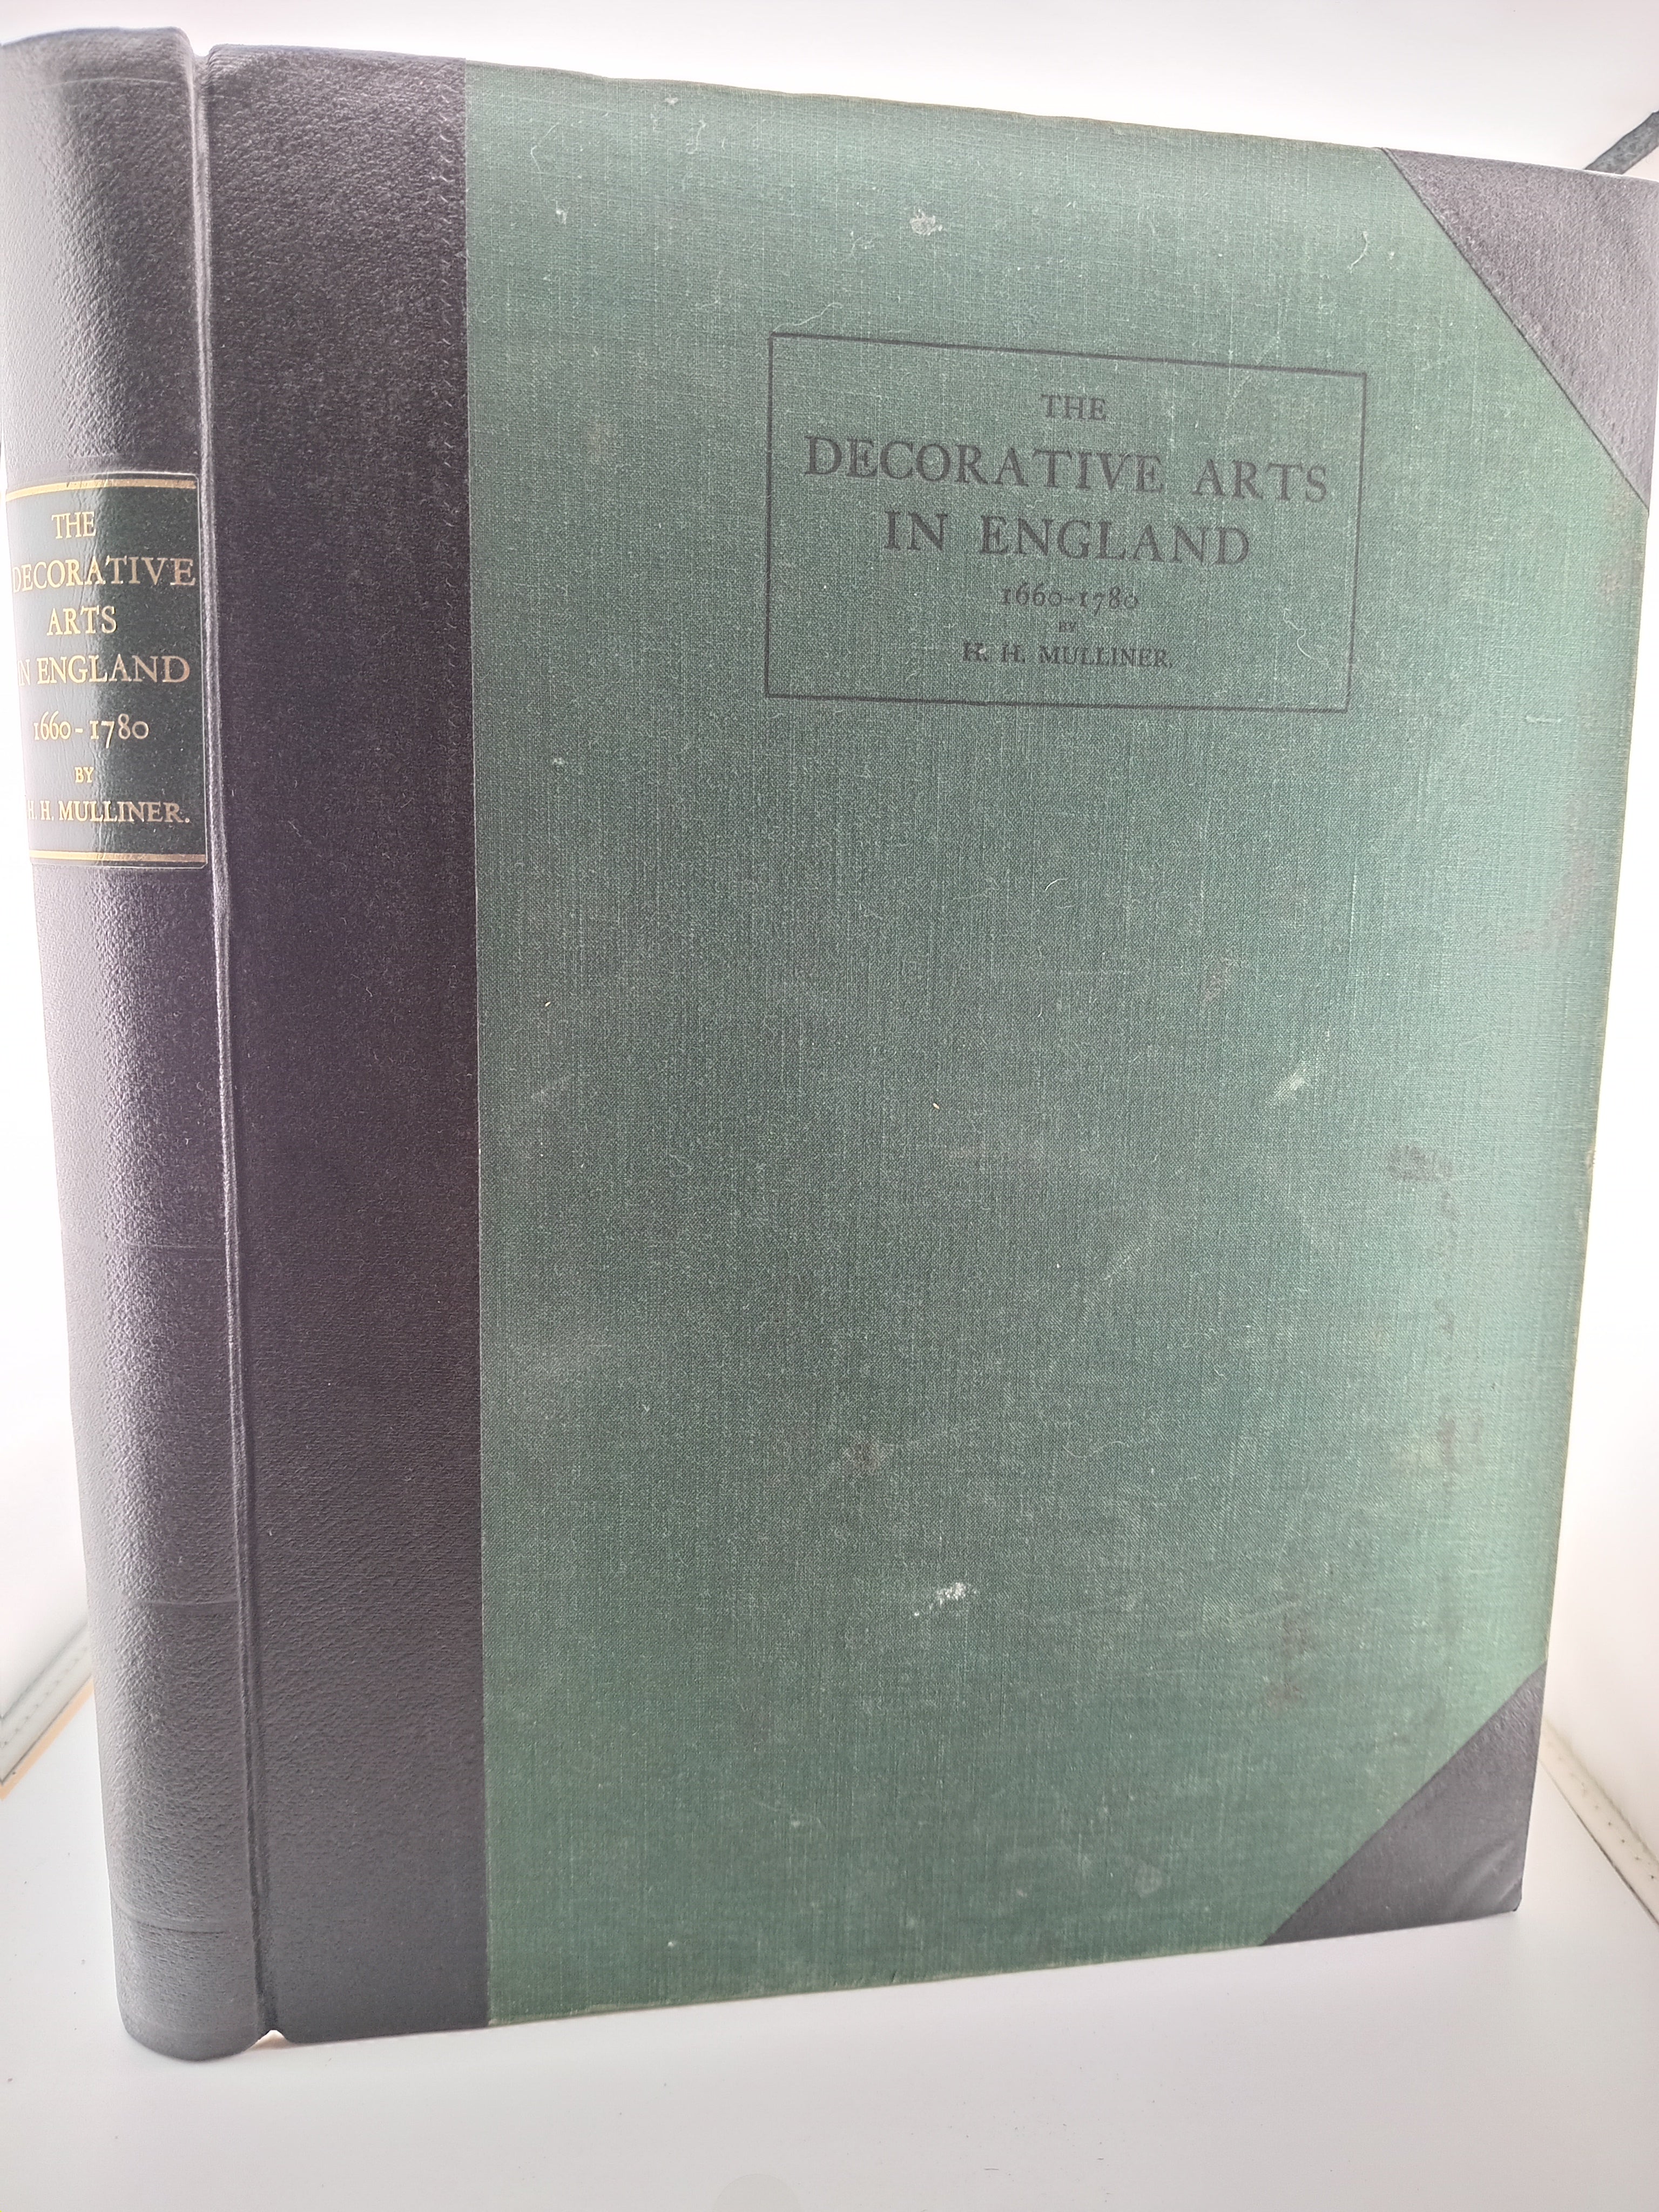 THE
DECORATIVE
ARTS
IN ENGLAND
1660-1780
BY
H. H. MULLINER.
THE
DECORATIVE ARTS
IN ENGLAND
1660-1780
BY
H. H. MULLINER.